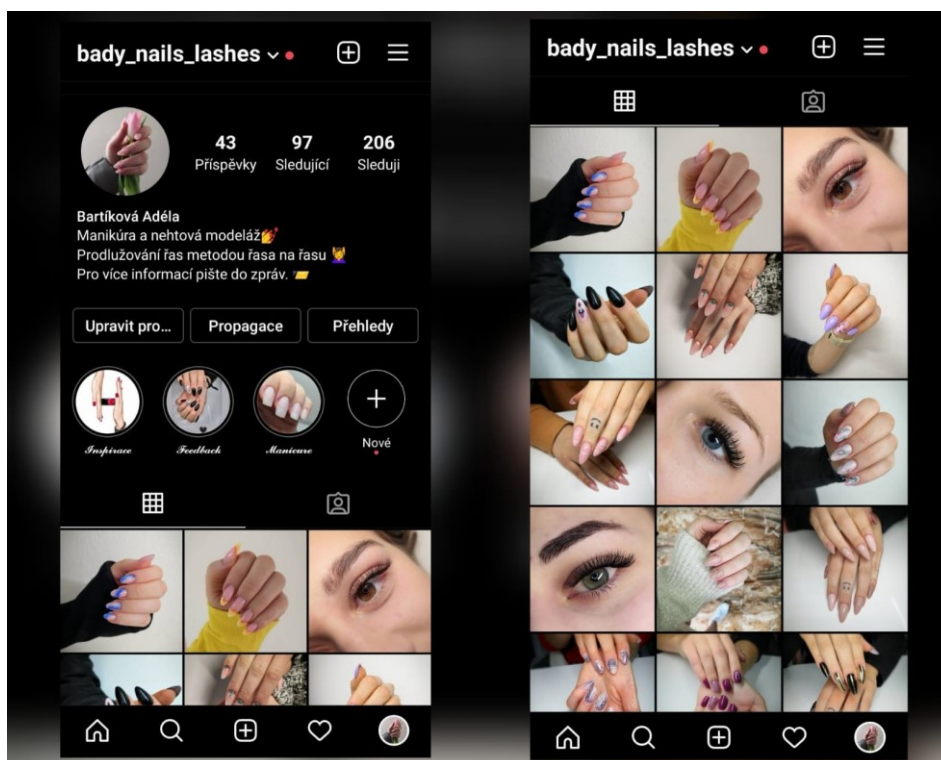 bady_nails_lashes
43 97 206
Příspěvky Sledující Sleduji
Bartíková Adéla
Manikúra a nehtová modeláž
Prodlužování řas metodou řasa na řasu
Pro více informací pište do zpráv.
Upravit pro... Propagace Přehledy
Inspirace Feedback Manicure Nové
bady_nails_lashes